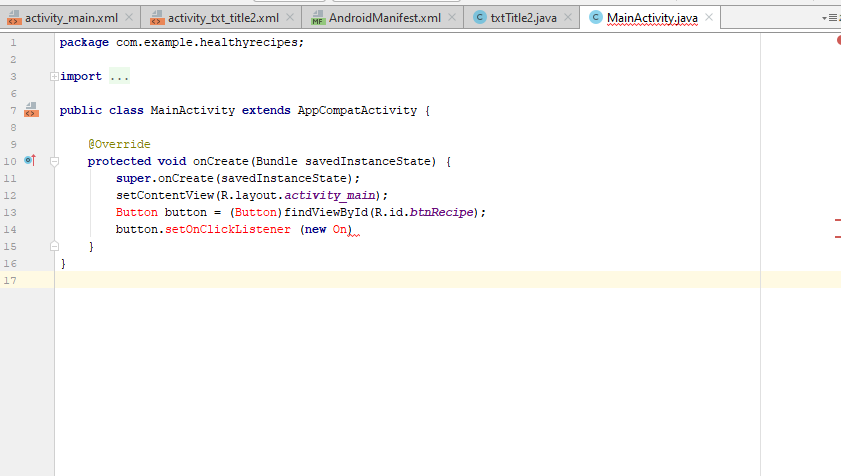 activity_main.xml activity_txt_title2.xml AndroidManifest.xml txtTitle2.java MainActivity.java
1 package com.example.healthyrecipes;
2
3 import ...
6
7 public class MainActivity extends AppCompatActivity {
8
9 @Override
10 protected void onCreate(Bundle savedInstanceState) {
11 super.onCreate(savedInstanceState);
12 setContentView(R.layout.activity_main);
13 Button button = (Button)findViewById(R.id.btnRecipe);
14 button.setOnClickListener (new On)
15 }
16 }
17